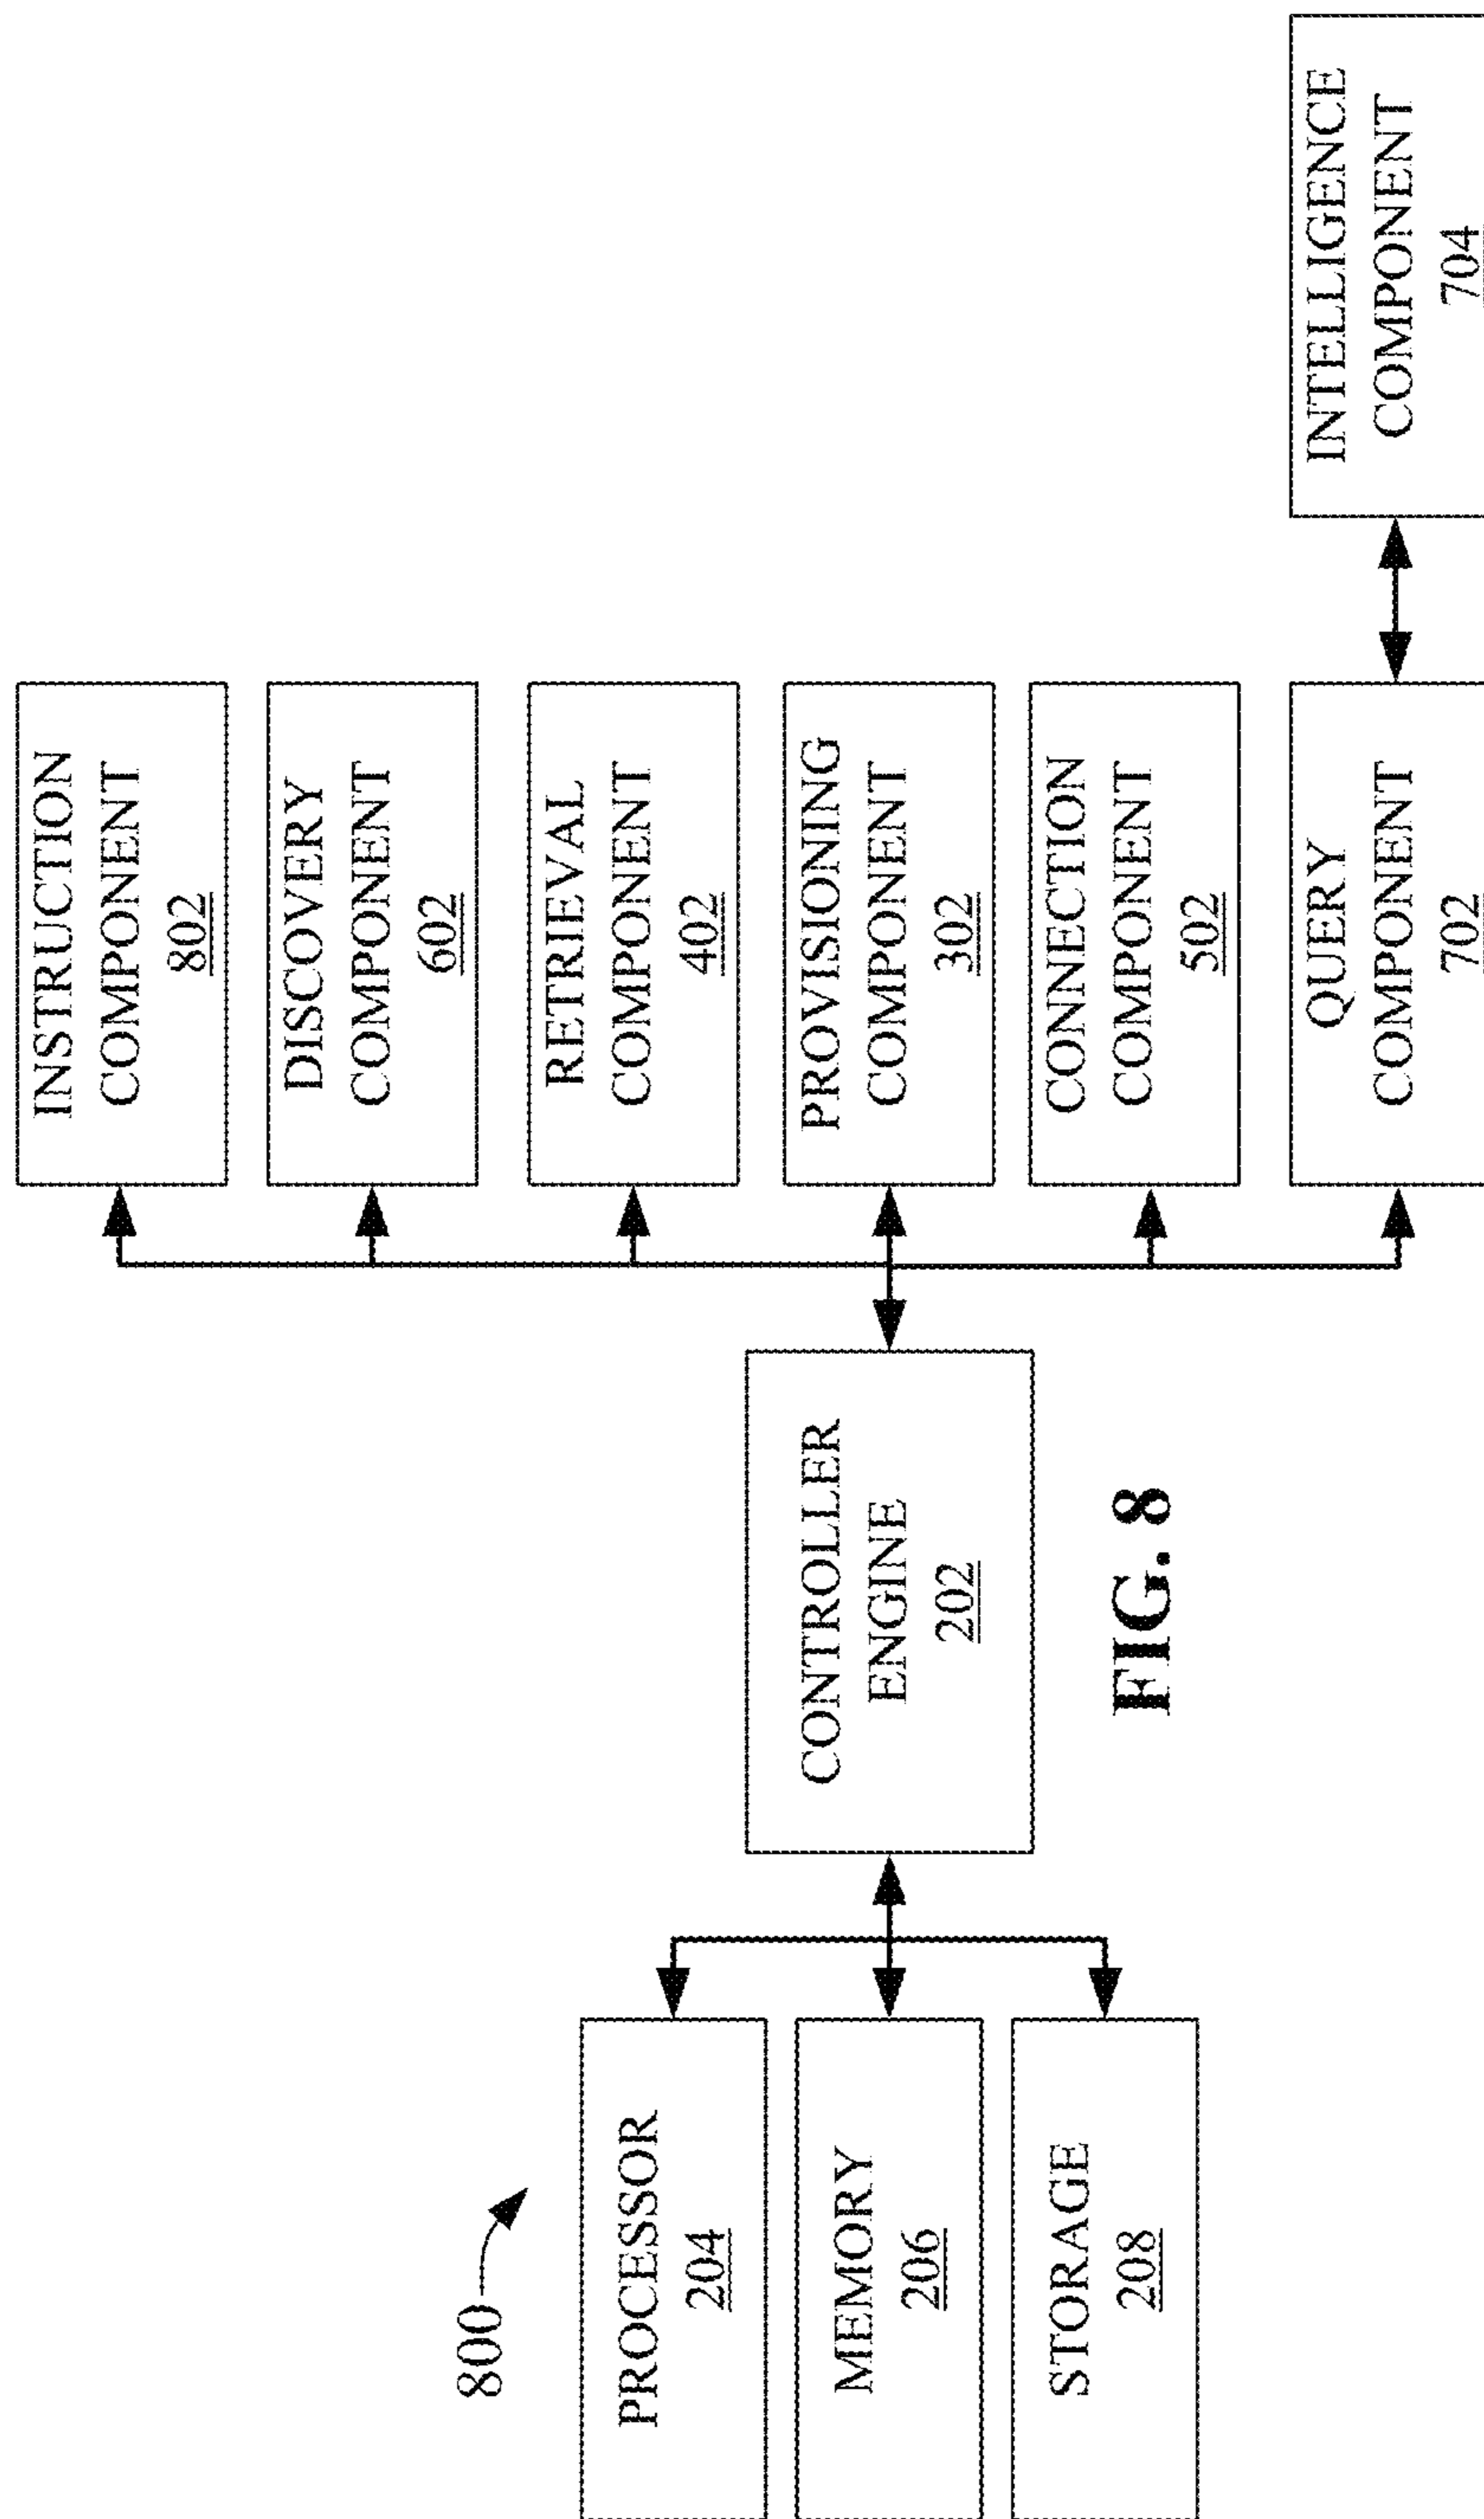 800
PROCESSOR
204
MEMORY
206
STORAGE
208
CONTROLLER
ENGINE
202
INSTRUCTION
COMPONENT
802
DISCOVERY
COMPONENT
602
RETRIEVAL
COMPONENT
402
PROVISIONING
COMPONENT
302
CONNECTION
COMPONENT
502
QUERY
COMPONENT
702
INTELLIGENCE
COMPONENT
704
FIG. 8